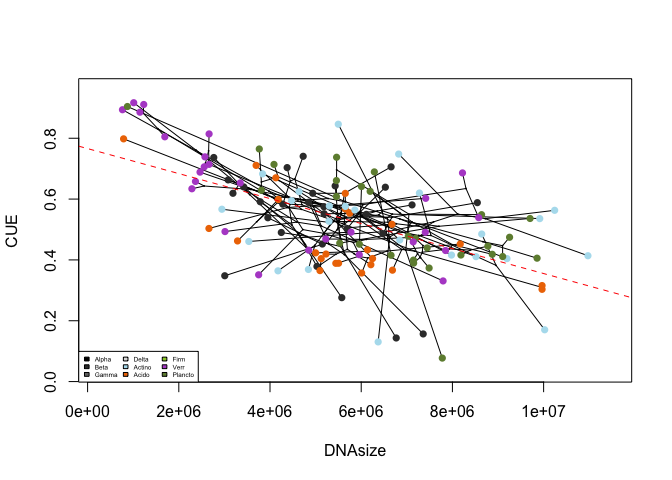 CUE
0.8
0.6
0.4
0.2
0.0
Alpha Delta Firm
Beta Actino Verr
Gamma Acido Plancto
0e+00 2e+06 4e+06 6e+06 8e+06 1e+07
DNAsize